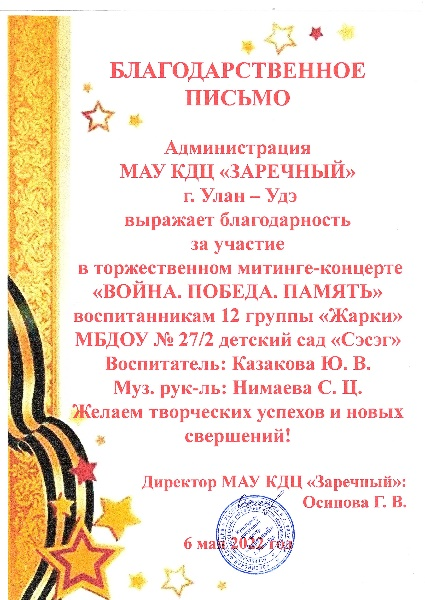 БЛАГОДАРСТВЕННОЕ
ПИСЬМО
Администрация
МАУ КДЦ «ЗАРЕЧНЫЙ»
г. Улан – Удэ
выражает благодарность
за участие
в торжественном митинге-концерте
«ВОЙНА. ПОБЕДА. ПАМЯТЬ»
воспитанникам 12 группы «Жарки»
МБДОУ № 27/2 детский сад «Сэсэг»
Воспитатель: Казакова Ю. В.
Муз. рук-ль: Нимаева С. Ц.
Желаем творческих успехов и новых
свершений!
Директор МАУ КДЦ «Заречный»:
Осипова Г. В.
6 мая 2022 год